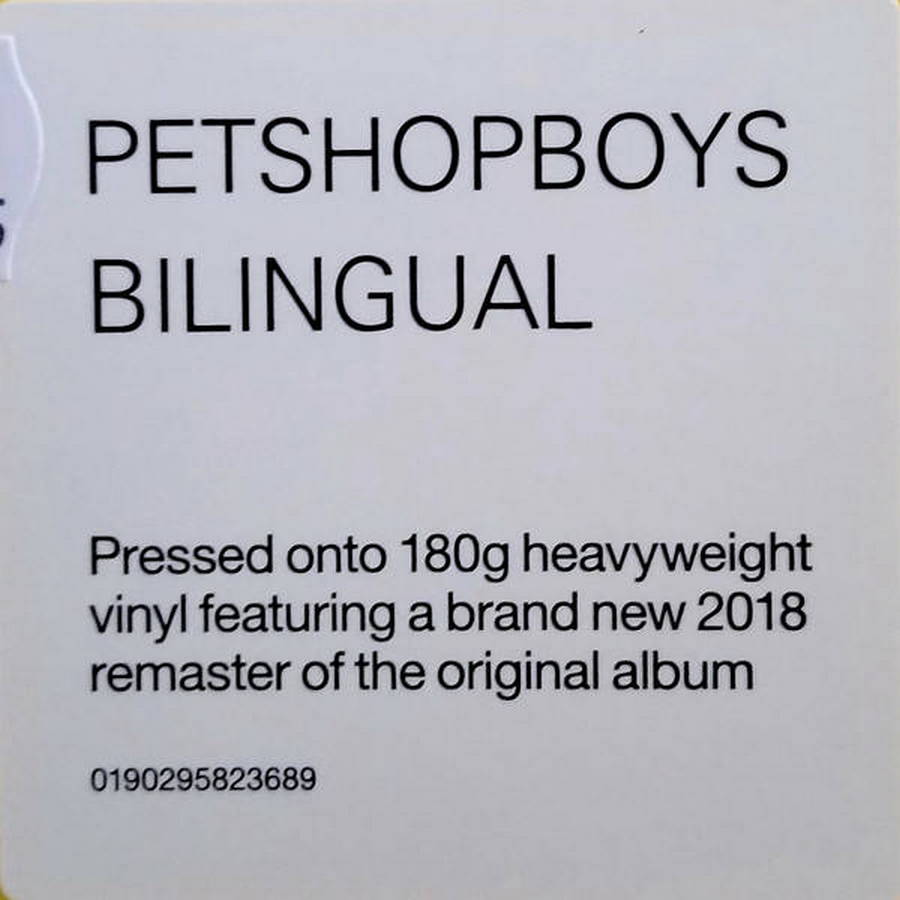 PETSHOPBOYS
BILINGUAL
Pressed onto 180g heavyweight
vinyl featuring a brand new 2018
remaster of the original album
0190295823689